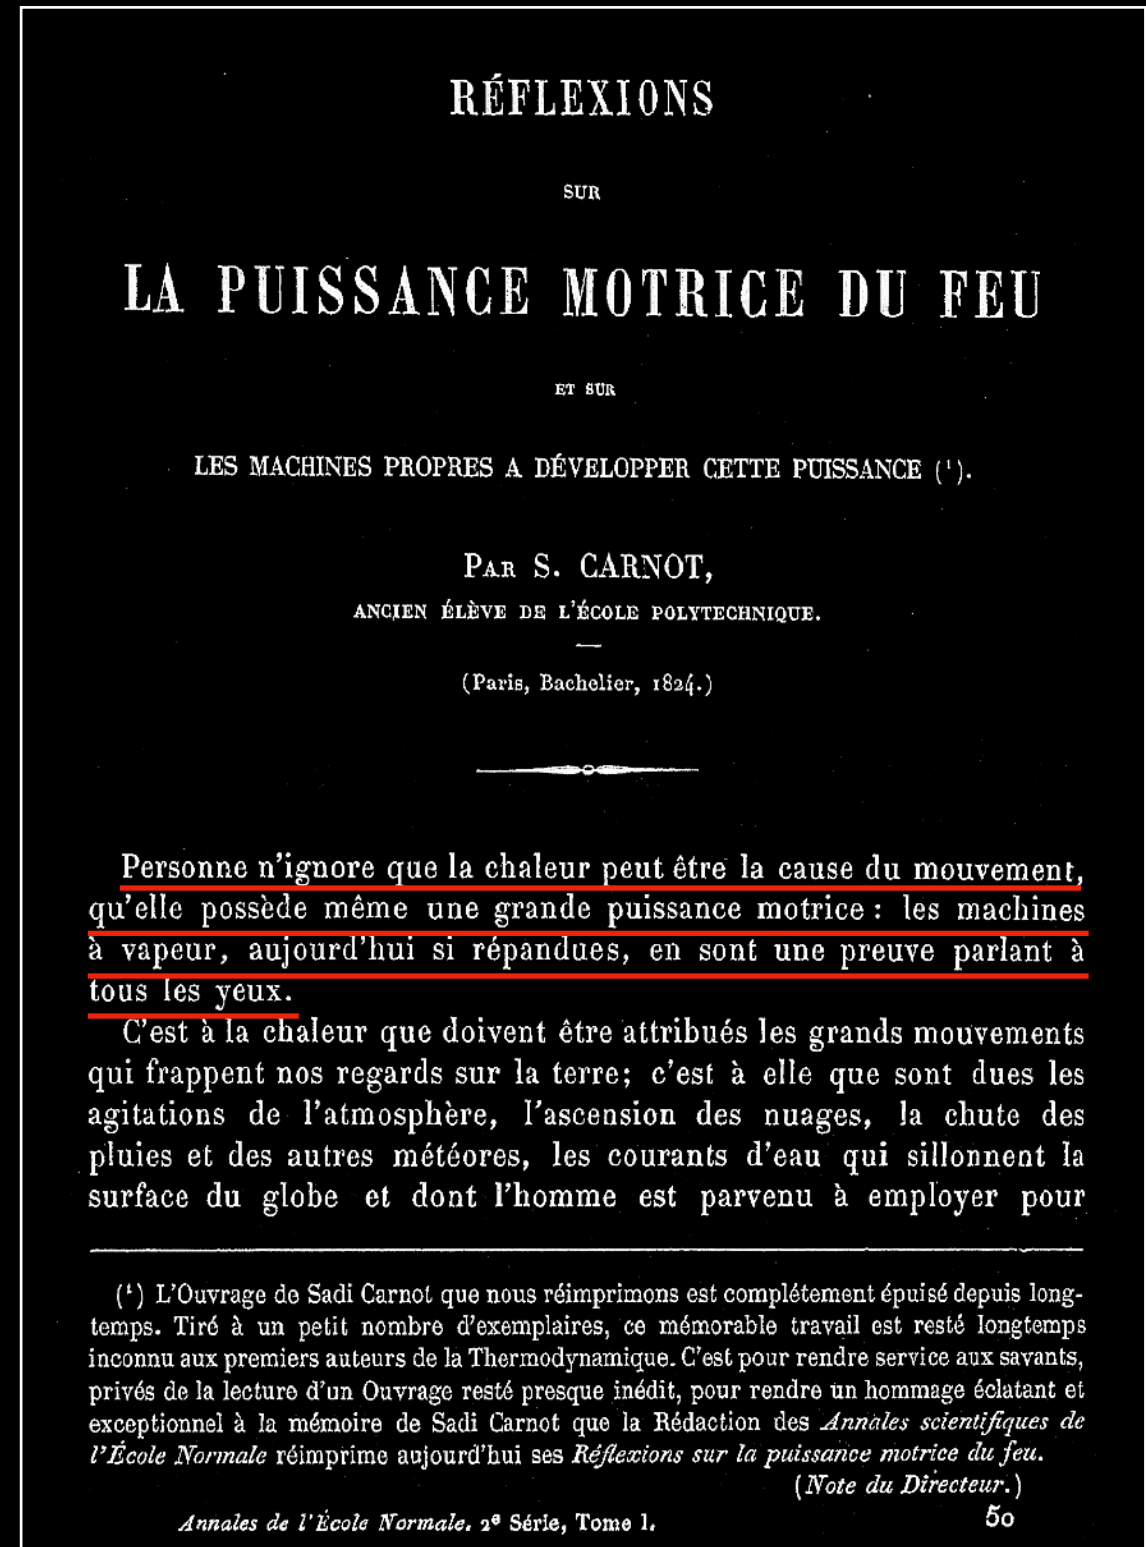 RÉFLEXIONS
SUR
LA PUISSANCE MOTRICE DU FEU
ET SUR
LES MACHINES PROPRES A DÉVELOPPER CETTE PUISSANCE (¹).
PAR S. CARNOT,
ANCIEN ÉLÈVE DE L'ÉCOLE POLYTECHNIQUE.
(Paris, Bachelier, 1824.)
Personne n'ignore que la chaleur peut être la cause du mouvement,
qu'elle possède même une grande puissance motrice : les machines
à vapeur, aujourd'hui si répandues, en sont une preuve parlant à
tous les yeux.
C'est à la chaleur que doivent être attribués les grands mouvements
qui frappent nos regards sur la terre; c'est à elle que sont dues les
agitations de l'atmosphère, l'ascension des nuages, la chute des
pluies et des autres météores, les courants d'eau qui sillonnent la
surface du globe et dont l'homme est parvenu à employer pour
(¹) L'Ouvrage de Sadi Carnot que nous réimprimons est complétement épuisé depuis long-
temps. Tiré à un petit nombre d'exemplaires, ce mémorable travail est resté longtemps
inconnu aux premiers auteurs de la Thermodynamique. C'est pour rendre service aux savants,
privés de la lecture d'un Ouvrage resté presque inédit, pour rendre un hommage éclatant et
exceptionnel à la mémoire de Sadi Carnot que la Rédaction des Annales scientifiques de
l'École Normale réimprime aujourd'hui ses Réflexions sur la puissance motrice du feu.
(Note du Directeur.)
Annales de l'École Normale. 2e Série, Tome 1. 50